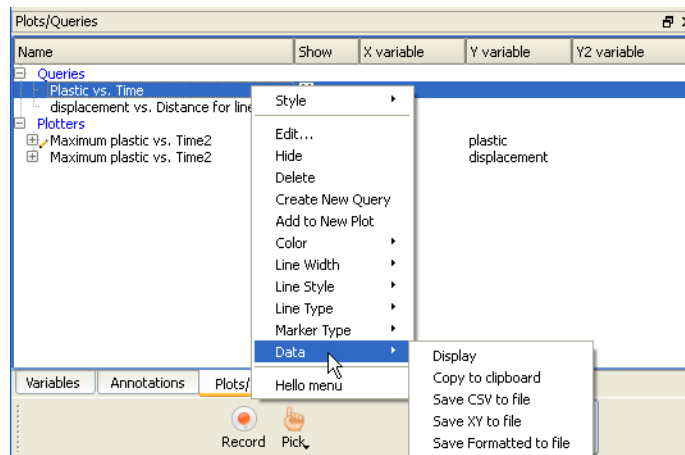 Plots/Queries
Name Show X variable Y variable Y2 variable
Queries
Plastic vs. Time
displacement vs. Distance for line
Plotters
Maximum plastic vs. Time2 plastic
Maximum plastic vs. Time2 displacement
Style
Edit...
Hide
Delete
Create New Query
Add to New Plot
Color
Line Width
Line Style
Line Type
Marker Type
Data
Hello menu
Display
Copy to clipboard
Save CSV to file
Save XY to file
Save Formatted to file
Variables Annotations Plots/
Record Pick